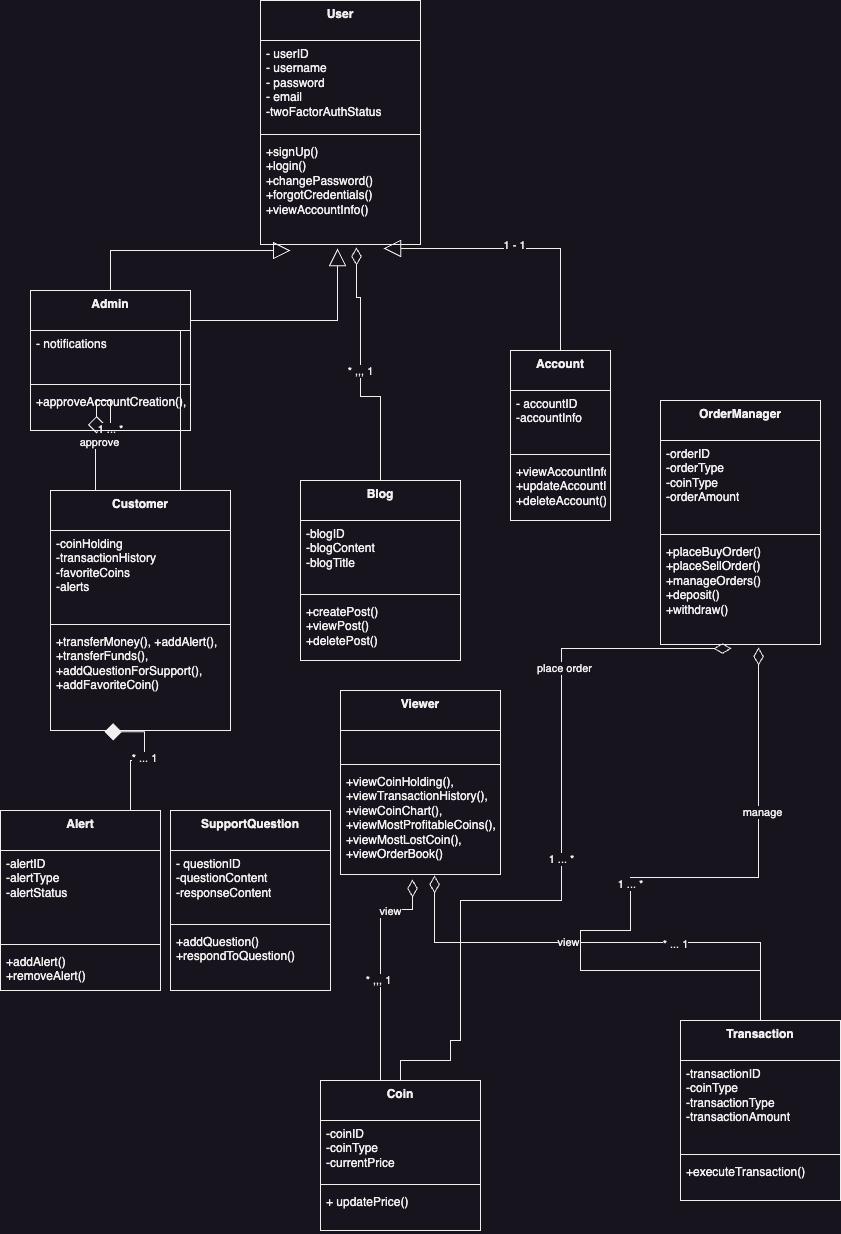 User
- userID
- username
- password
- email
-twoFactorAuthStatus
+signUp()
+login()
+changePassword()
+forgotCredentials()
+viewAccountInfo()
1 - 1
Admin
- notifications
+approveAccountCreation(),
1 ... *
approve
* ,,, 1
Account
- accountID
-accountInfo
+viewAccountInfo
+updateAccountI
+deleteAccount()
OrderManager
-orderID
-orderType
-coinType
-orderAmount
+placeBuyOrder()
+placeSellOrder()
+manageOrders()
+deposit()
+withdraw()
Customer
-coinHolding
-transactionHistory
-favoriteCoins
-alerts
+transferMoney(), +addAlert(),
+transferFunds(),
+addQuestionForSupport(),
+addFavoriteCoin()
Blog
-blogID
-blogContent
-blogTitle
+createPost()
+viewPost()
+deletePost()
place order
manage
* ... 1
Viewer
+viewCoinHolding(),
+viewTransactionHistory(),
+viewCoinChart(),
+viewMostProfitableCoins(),
+viewMostLostCoin(),
+viewOrderBook()
1 ... *
1 ... *
Alert
-alertID
-alertType
-alertStatus
+addAlert()
+removeAlert()
SupportQuestion
- questionID
-questionContent
-responseContent
+addQuestion()
+respondToQuestion()
view
view
* ... 1
* ,,, 1
Coin
-coinID
-coinType
-currentPrice
+ updatePrice()
Transaction
-transactionID
-coinType
-transactionType
-transactionAmount
+executeTransaction()